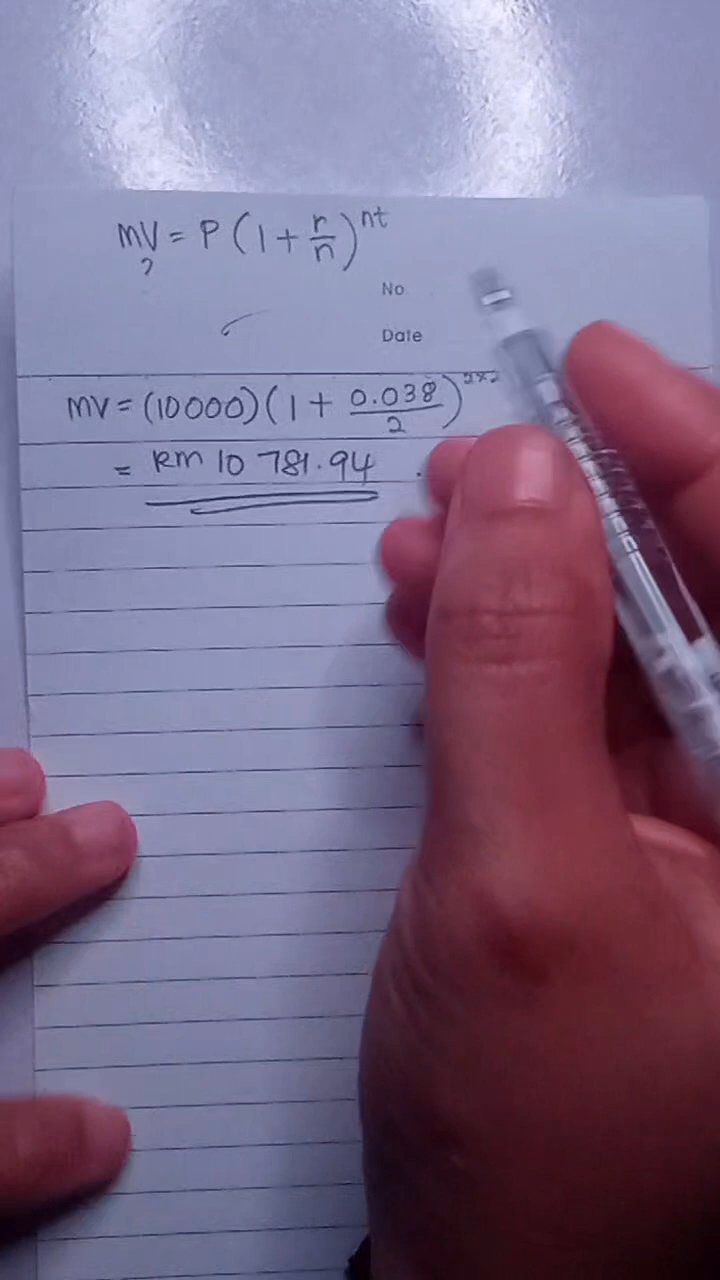 MV = P(1 + r/n)^nt
?
No.
Date
MV = (10000)(1 + 0.038/2)^2×2
= RM 10 781.94